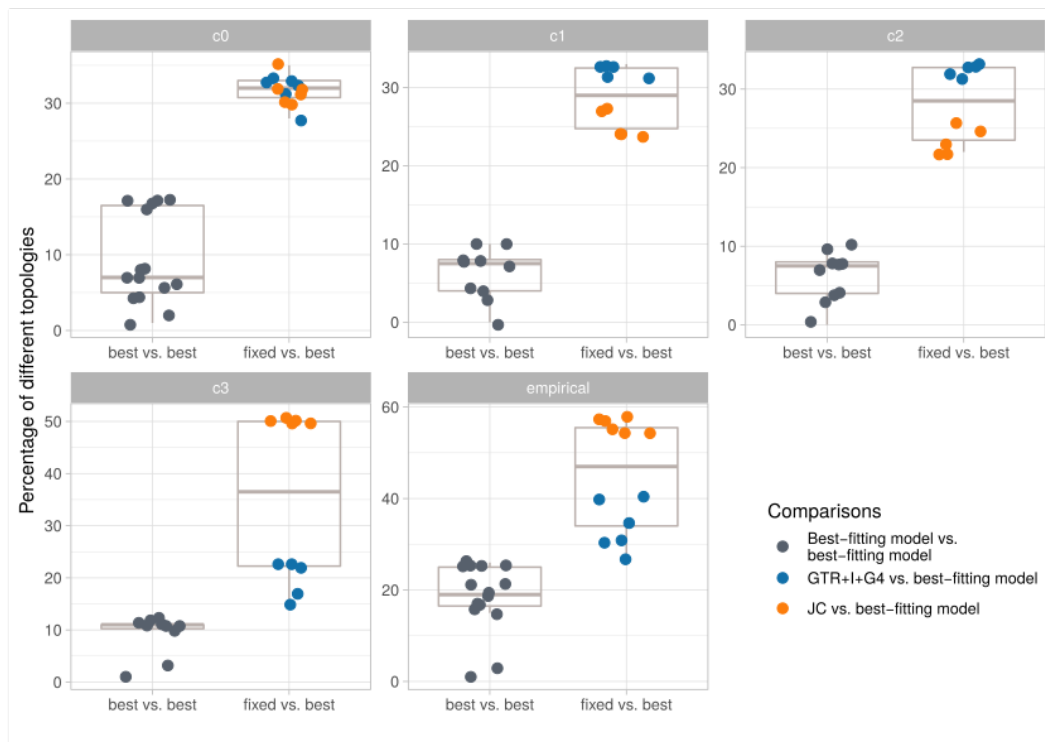 c0
c1
c2
Percentage of different topologies
30
20
10
0
best vs. best
fixed vs. best
30
20
10
0
best vs. best
fixed vs. best
30
20
10
0
best vs. best
fixed vs. best
c3
empirical
50
40
30
20
10
0
best vs. best
fixed vs. best
60
40
20
0
best vs. best
fixed vs. best
Comparisons
Best-fitting model vs.
best-fitting model
GTR+I+G4 vs. best-fitting model
JC vs. best-fitting model